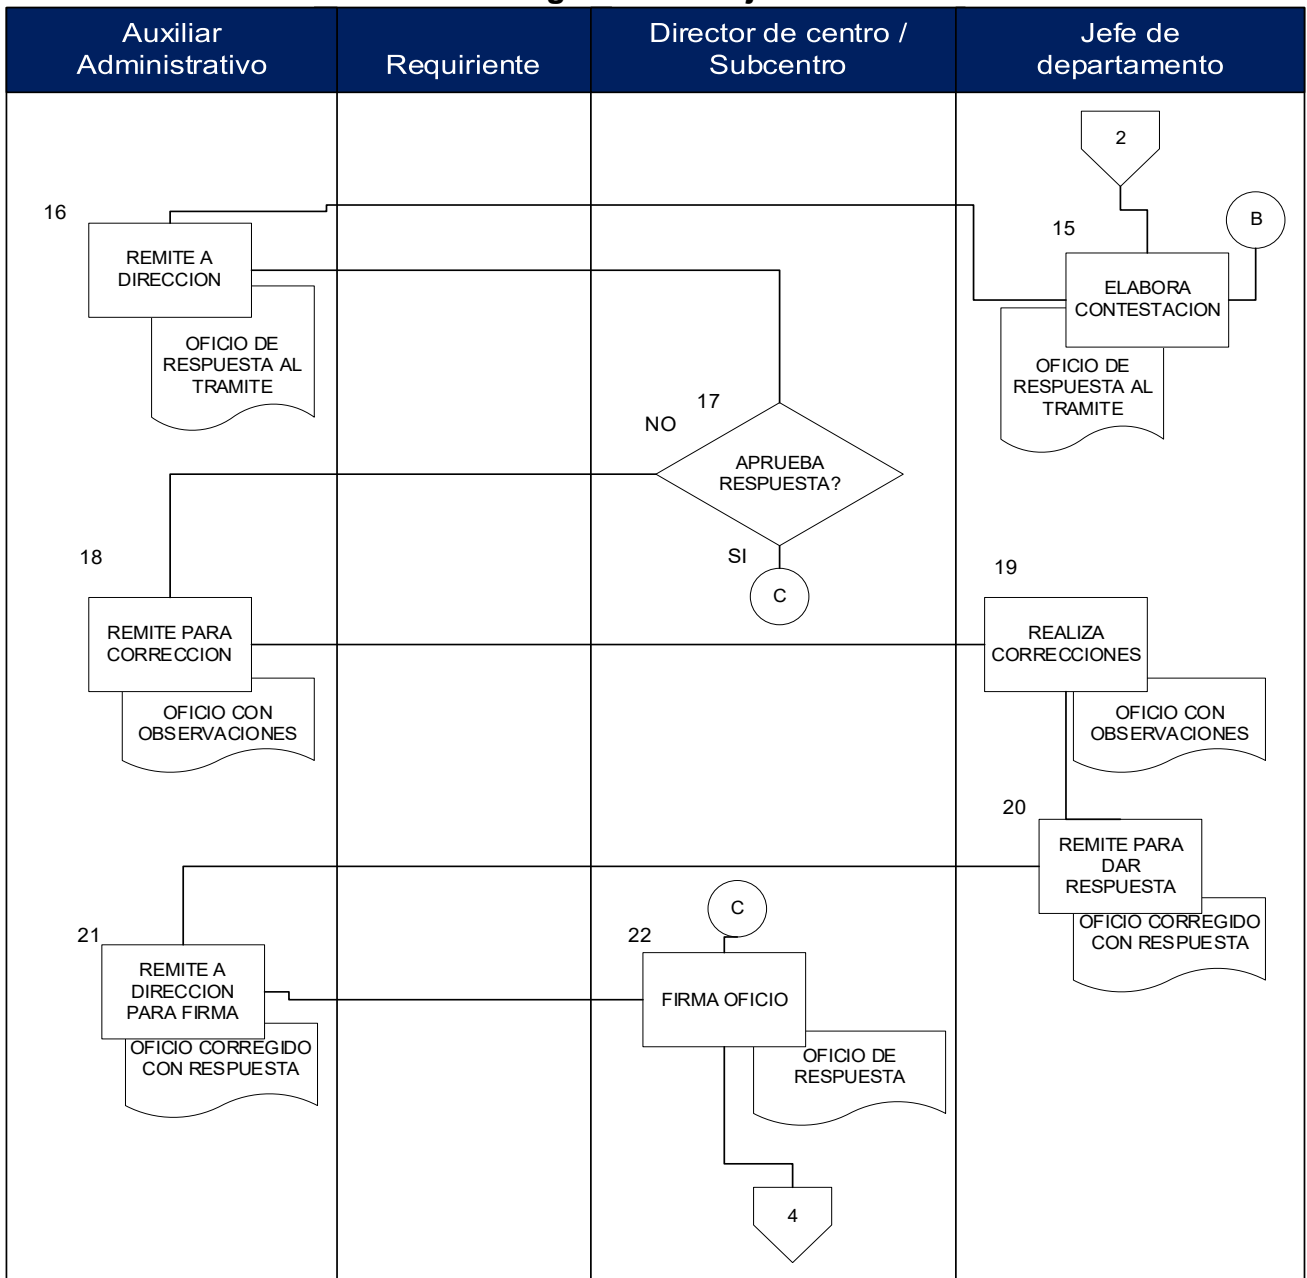 Auxiliar
Administrativo
Requiriente
Director de centro /
Subcentro
Jefe de
departamento
2
B
16
REMITE A
DIRECCION
OFICIO DE
RESPUESTA AL
TRAMITE
15
ELABORA
CONTESTACION
OFICIO DE
RESPUESTA AL
TRAMITE
17
NO
APRUEBA
RESPUESTA?
SI
C
18
REMITE PARA
CORRECCION
OFICIO CON
OBSERVACIONES
19
REALIZA
CORRECCIONES
OFICIO CON
OBSERVACIONES
20
REMITE PARA
DAR
RESPUESTA
OFICIO CORREGIDO
CON RESPUESTA
21
REMITE A
DIRECCION
PARA FIRMA
OFICIO CORREGIDO
CON RESPUESTA
C
22
FIRMA OFICIO
OFICIO DE
RESPUESTA
4